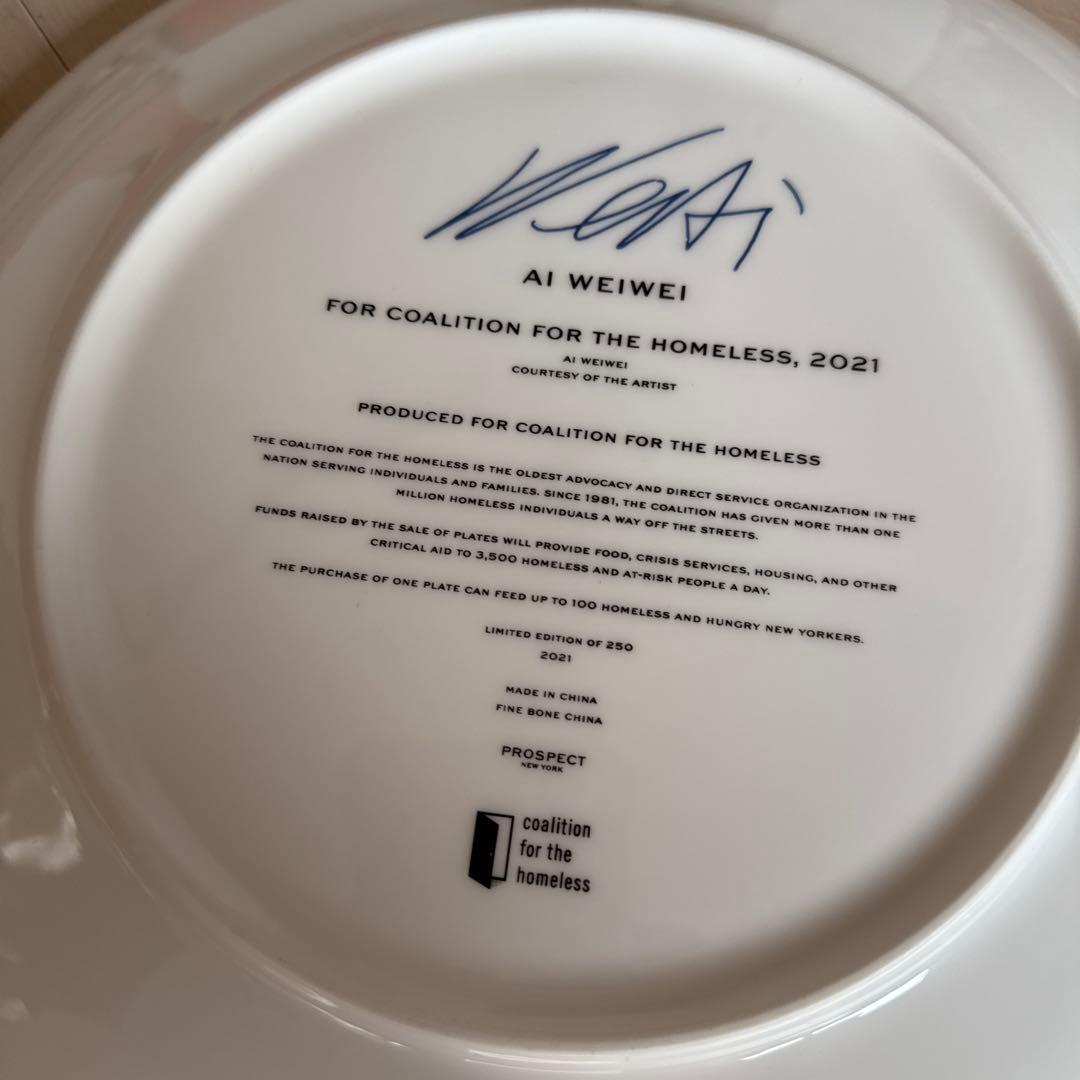 AI WEIWEI
FOR COALITION FOR THE HOMELESS, 2021
AI WEIWEI
COURTESY OF THE ARTIST
PRODUCED FOR COALITION FOR THE HOMELESS
THE COALITION FOR THE HOMELESS IS THE OLDEST ADVOCACY AND DIRECT SERVICE ORGANIZATION IN THE
NATION SERVING INDIVIDUALS AND FAMILIES. SINCE 1981, THE COALITION HAS GIVEN MORE THAN ONE
MILLION HOMELESS INDIVIDUALS A WAY OFF THE STREETS.
FUNDS RAISED BY THE SALE OF PLATES WILL PROVIDE FOOD, CRISIS SERVICES, HOUSING, AND OTHER
CRITICAL AID TO 3,500 HOMELESS AND AT-RISK PEOPLE A DAY.
THE PURCHASE OF ONE PLATE CAN FEED UP TO 100 HOMELESS AND HUNGRY NEW YORKERS.
LIMITED EDITION OF 250
2021
MADE IN CHINA
FINE BONE CHINA
PROSPECT
NEW YORK
coalition
for the
homeless